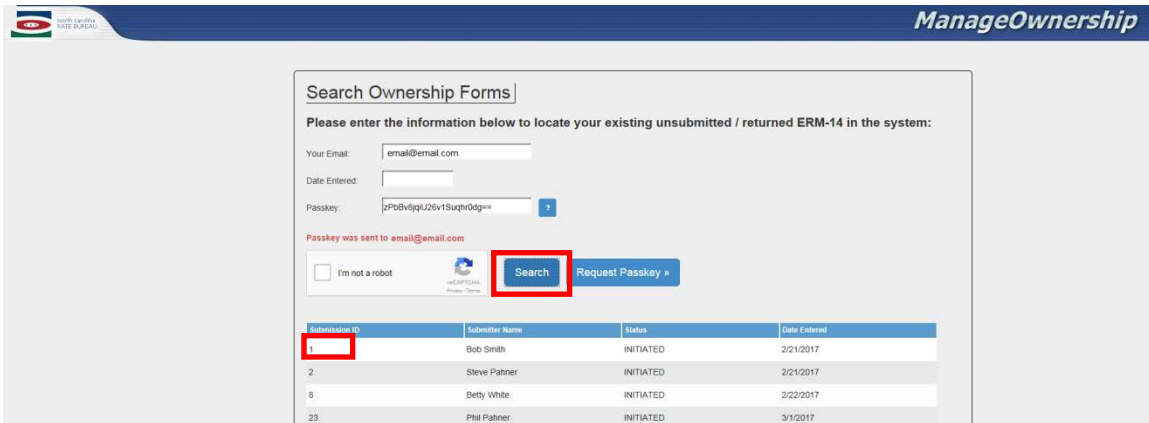 north carolina
RATE BUREAU
ManageOwnership
Search Ownership Forms
Please enter the information below to locate your existing unsubmitted / returned ERM-14 in the system:
Your Email: email@email.com
Date Entered:
Passkey: zPbBv8jqiU26v1Suqhr0dg== ?
Passkey was sent to email@email.com
I'm not a robot
reCAPTCHA
Privacy - Terms
Search Request Passkey »
Submission ID Submitter Name Status Date Entered
1 Bob Smith INITIATED 2/21/2017
2 Steve Pahner INITIATED 2/21/2017
8 Betty White INITIATED 2/22/2017
23 Phil Pahner INITIATED 3/1/2017